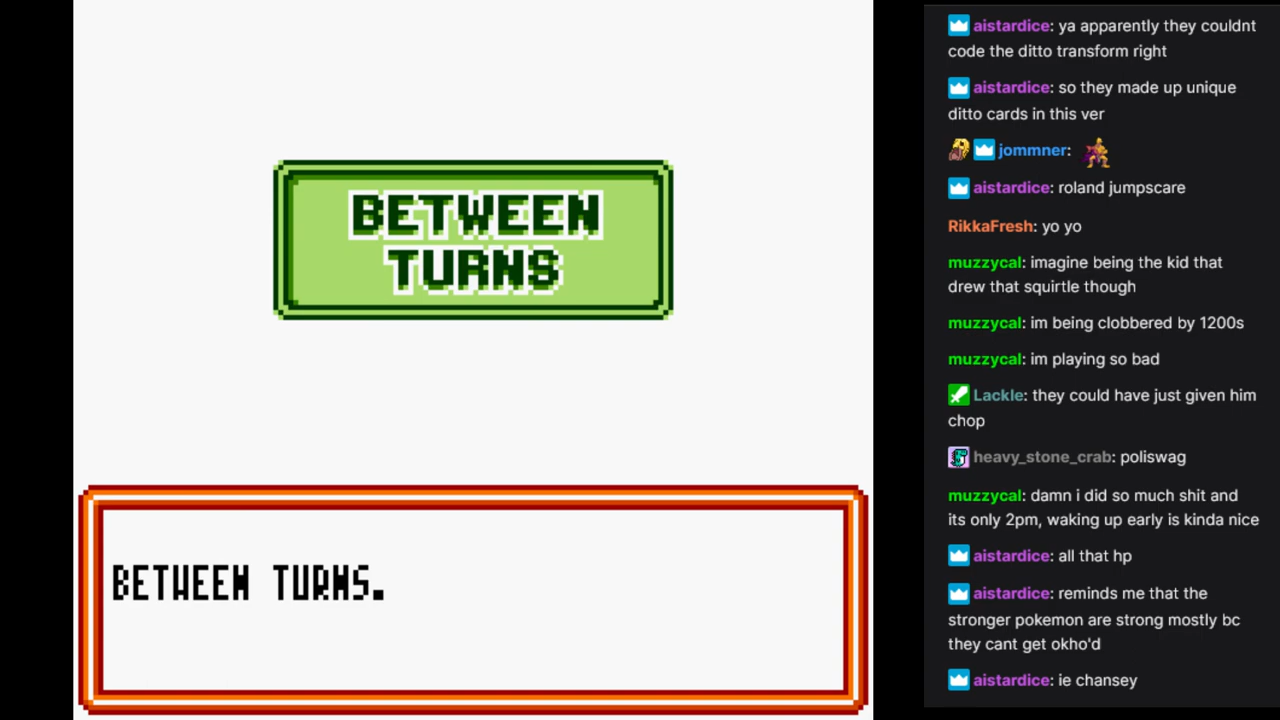 BETWEEN
TURNS
BETWEEN TURNS.
aistardice: ya apparently they couldnt
code the ditto transform right
aistardice: so they made up unique
ditto cards in this ver
jommner:
aistardice: roland jumpscare
RikkaFresh: yo yo
muzzycal: imagine being the kid that
drew that squirtle though
muzzycal: im being clobbered by 1200s
muzzycal: im playing so bad
Lackle: they could have just given him
chop
heavy_stone_crab: poliswag
muzzycal: damn i did so much shit and
its only 2pm, waking up early is kinda nice
aistardice: all that hp
aistardice: reminds me that the
stronger pokemon are strong mostly bc
they cant get okho'd
aistardice: ie chansey